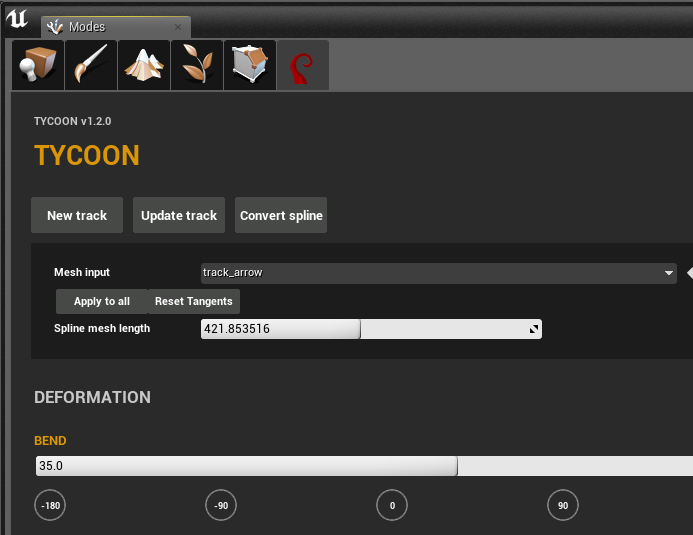 Modes
TYCOON v1.2.0
TYCOON
New track Update track Convert spline
Mesh input track_arrow
Apply to all Reset Tangents
Spline mesh length 421.853516
DEFORMATION
BEND
35.0
-180 -90 0 90